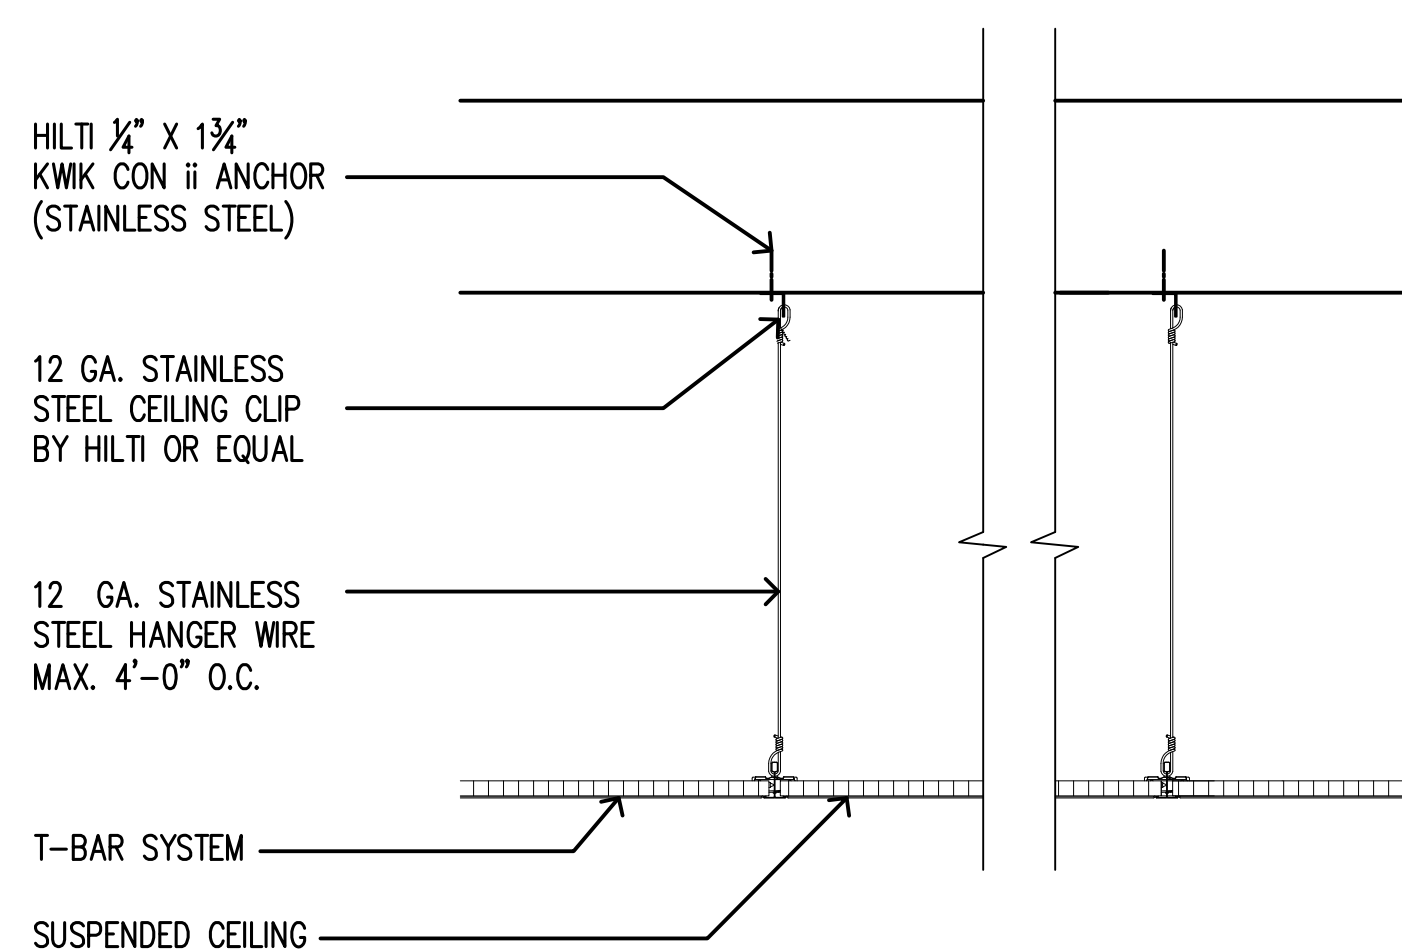 HILTI ¼" X 1¾"
KWIK CON ii ANCHOR
(STAINLESS STEEL)
12 GA. STAINLESS
STEEL CEILING CLIP
BY HILTI OR EQUAL
12 GA. STAINLESS
STEEL HANGER WIRE
MAX. 4'-0" O.C.
T-BAR SYSTEM
SUSPENDED CEILING